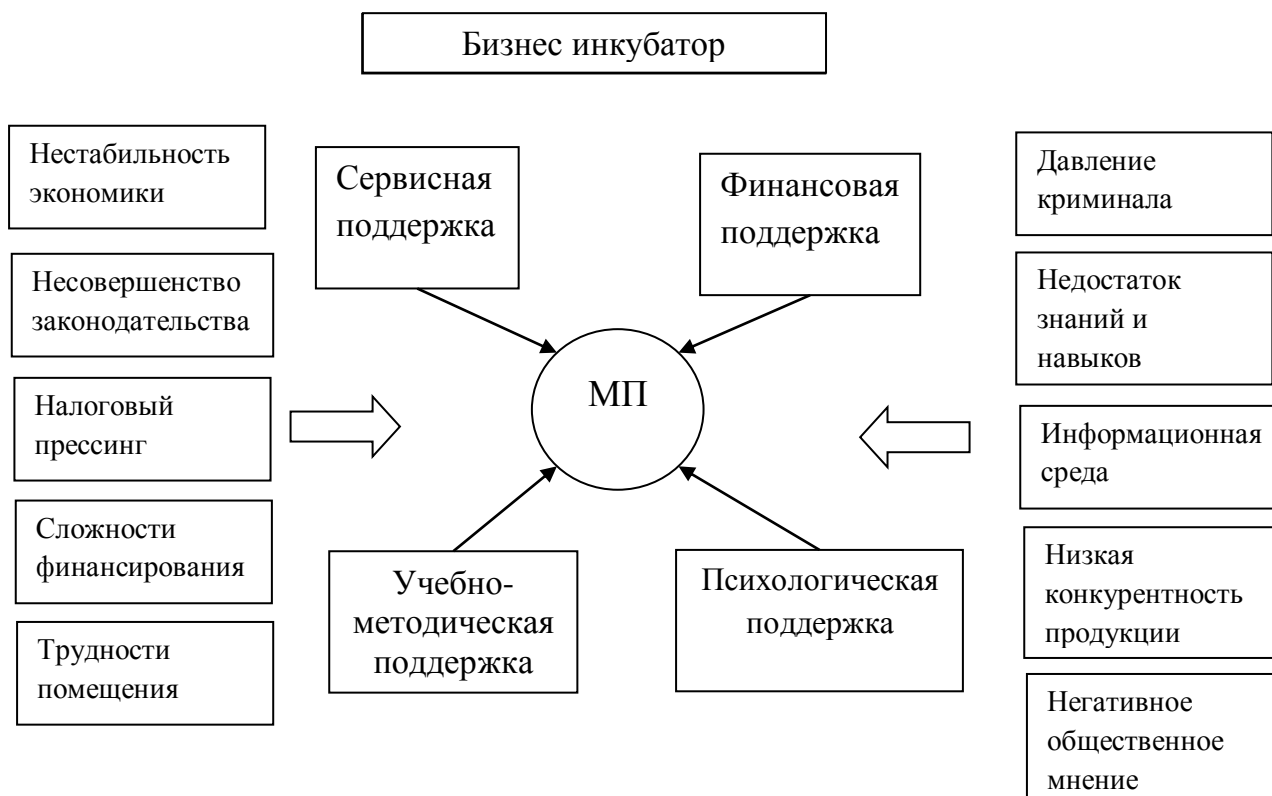 Бизнес инкубатор
Нестабильность
экономики
Несовершенство
законодательства
Налоговый
прессинг
Сложности
финансирования
Трудности
помещения
Сервисная
поддержка
Финансовая
поддержка
МП
Учебно-
методическая
поддержка
Психологическая
поддержка
Давление
криминала
Недостаток
знаний и
навыков
Информационная
среда
Низкая
конкурентность
продукции
Негативное
общественное
мнение